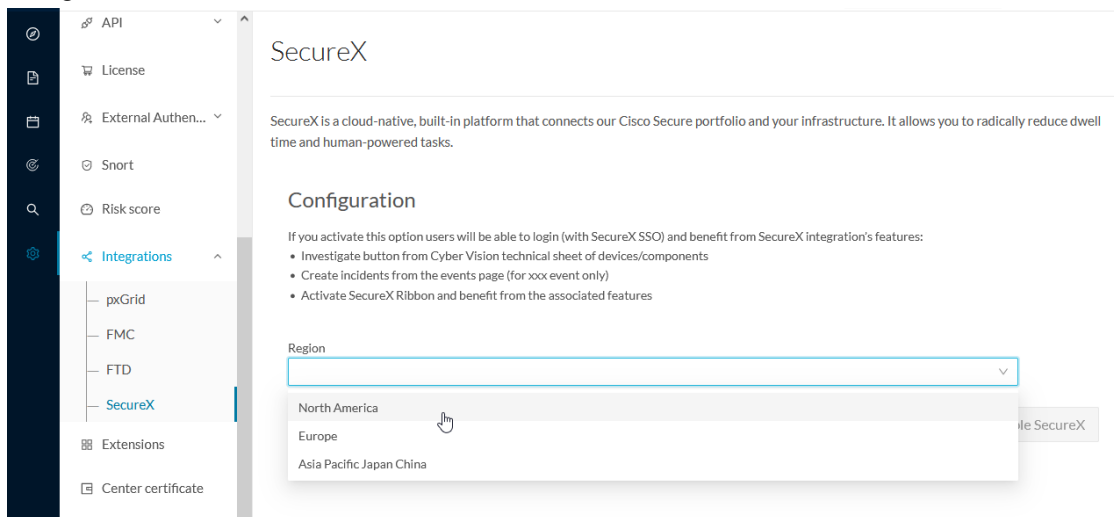 API
License
External Authen...
Snort
Risk score
Integrations
pxGrid
FMC
FTD
SecureX
Extensions
Center certificate
SecureX
SecureX is a cloud-native, built-in platform that connects our Cisco Secure portfolio and your infrastructure. It allows you to radically reduce dwell
time and human-powered tasks.
Configuration
If you activate this option users will be able to login (with SecureX SSO) and benefit from SecureX integration's features:
• Investigate button from Cyber Vision technical sheet of devices/components
• Create incidents from the events page (for xxx event only)
• Activate SecureX Ribbon and benefit from the associated features
Region
North America
Europe
Asia Pacific Japan China
SecureX